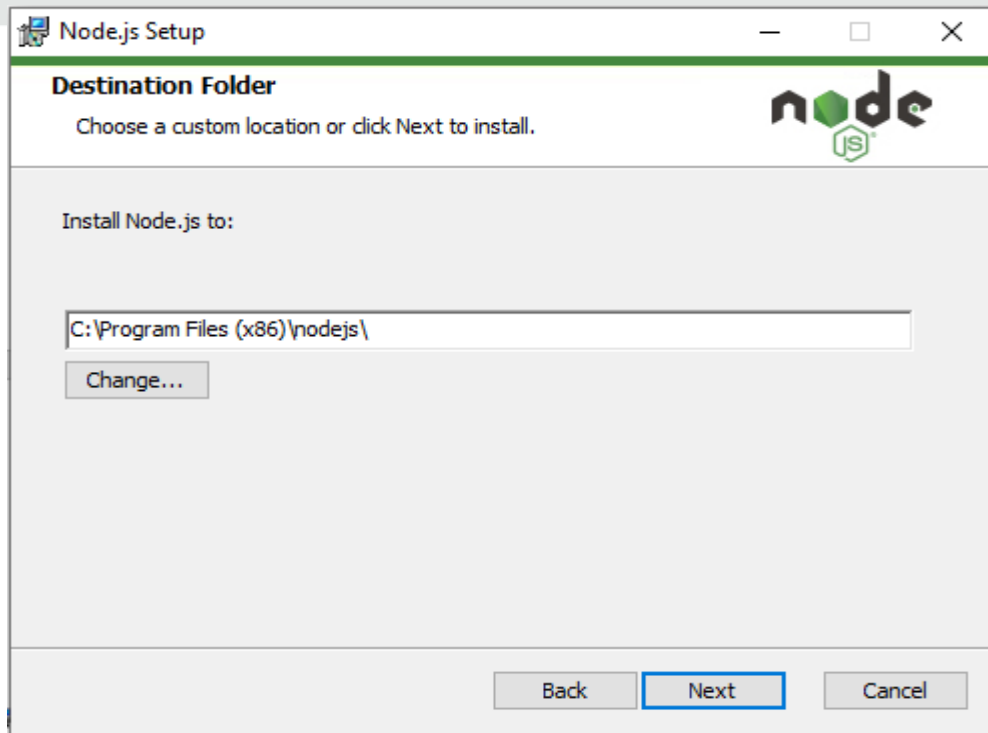 Node.js Setup
Destination Folder
Choose a custom location or click Next to install.
node
JS
Install Node.js to:
C:\Program Files (x86)\nodejs\
Change...
Back Next Cancel